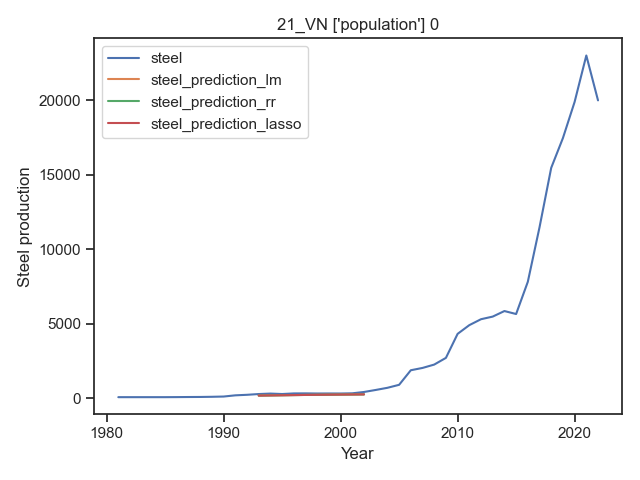 21_VN ['population'] 0
steel
steel_prediction_lm
steel_prediction_rr
steel_prediction_lasso
Steel production
20000
15000
10000
5000
0
1980
1990
2000
2010
2020
Year